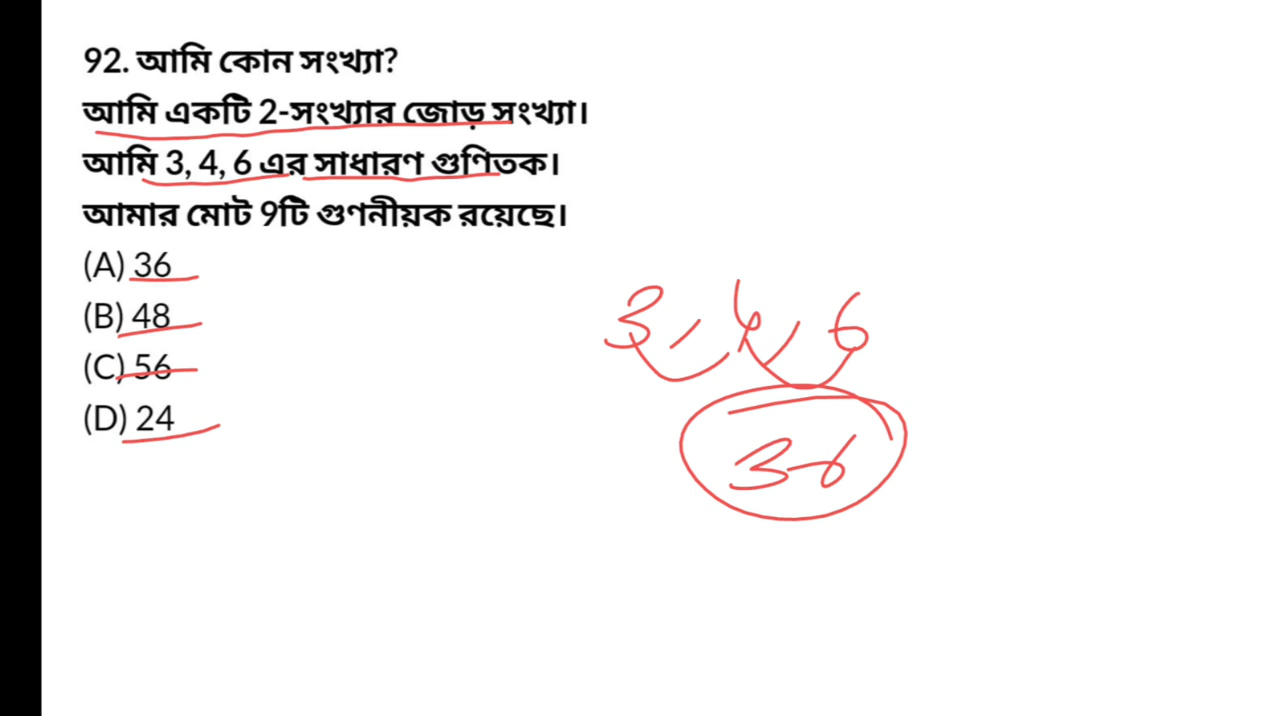 92. আমি কোন সংখ্যা?
আমি একটি 2-সংখ্যার জোড় সংখ্যা।
আমি 3, 4, 6 এর সাধারণ গুণিতক।
আমার মোট 9টি গুণনীয়ক রয়েছে।
(A) 36
(B) 48
(C) 56
(D) 24
3, 4, 6
36